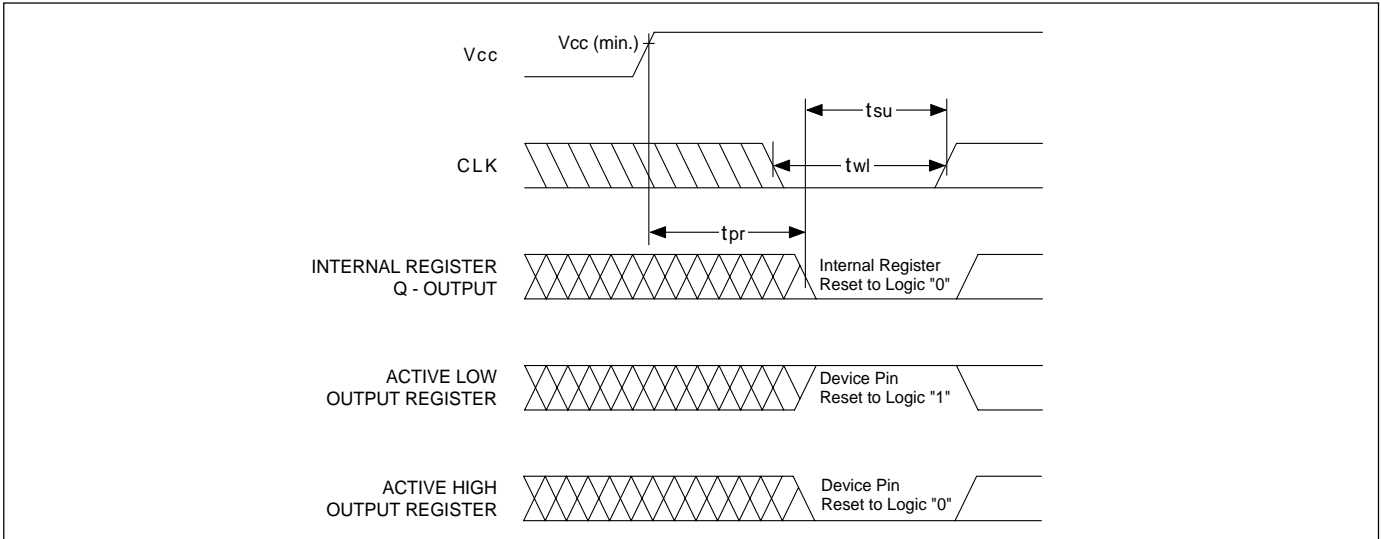 Vcc
Vcc (min.)
tsu
CLK
twl
tpr
INTERNAL REGISTER
Q - OUTPUT
Internal Register
Reset to Logic "0"
ACTIVE LOW
OUTPUT REGISTER
Device Pin
Reset to Logic "1"
ACTIVE HIGH
OUTPUT REGISTER
Device Pin
Reset to Logic "0"